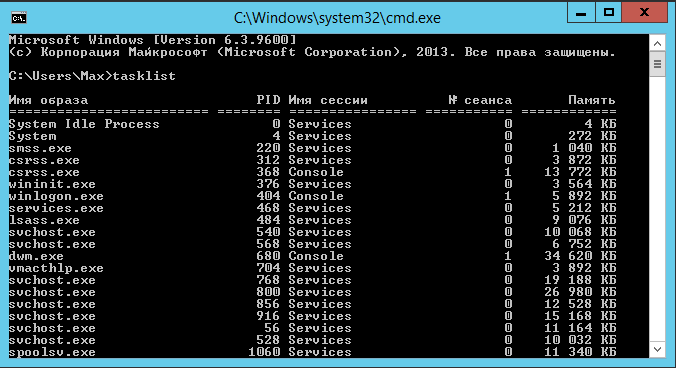 C:\Windows\system32\cmd.exe
Microsoft Windows [Version 6.3.9600]
(c) Корпорация Майкрософт (Microsoft Corporation), 2013. Все права защищены.
C:\Users\Max>tasklist
Имя образа PID Имя сессии № сеанса Память
========================= ======== ================ =========== ============
System Idle Process 0 Services 0 4 КБ
System 4 Services 0 272 КБ
smss.exe 220 Services 0 1 040 КБ
csrss.exe 312 Services 0 3 872 КБ
csrss.exe 368 Console 1 13 772 КБ
wininit.exe 376 Services 0 3 564 КБ
winlogon.exe 404 Console 1 5 892 КБ
services.exe 468 Services 0 5 212 КБ
lsass.exe 484 Services 0 9 076 КБ
svchost.exe 540 Services 0 10 068 КБ
svchost.exe 568 Services 0 6 752 КБ
dwm.exe 680 Console 1 34 620 КБ
vmacthlp.exe 704 Services 0 3 892 КБ
svchost.exe 768 Services 0 19 188 КБ
svchost.exe 800 Services 0 26 980 КБ
svchost.exe 856 Services 0 12 528 КБ
svchost.exe 916 Services 0 15 168 КБ
svchost.exe 56 Services 0 11 164 КБ
svchost.exe 528 Services 0 10 032 КБ
spoolsv.exe 1060 Services 0 11 340 КБ